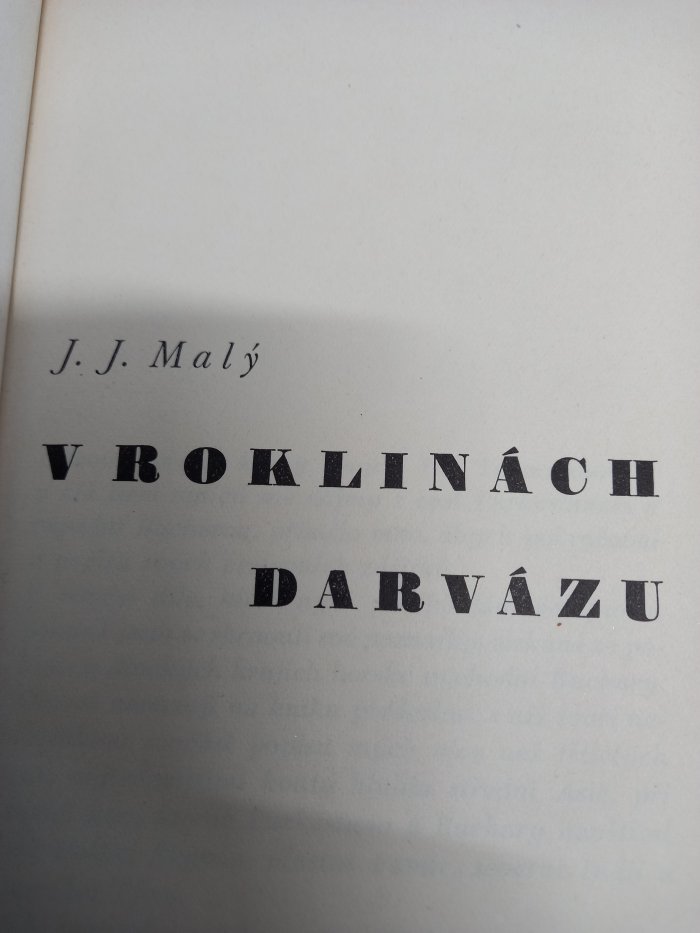 J. J. Malý
V ROKLINÁCH
DARVÁZU